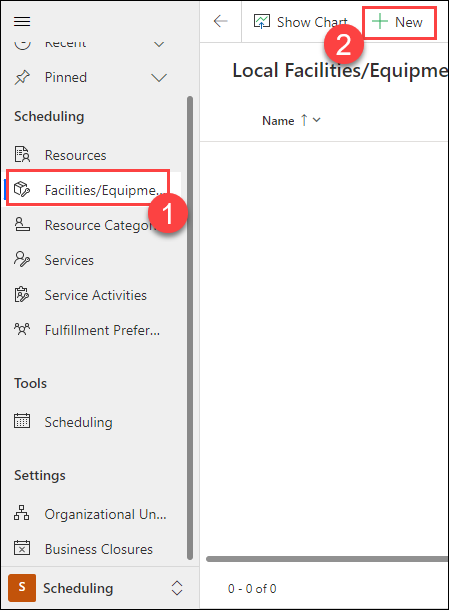 Recent
Pinned
Scheduling
Resources
Facilities/Equipme...
1
Resource Categor
Services
Service Activities
Fulfillment Prefer...
Tools
Scheduling
Settings
Organizational Un...
Business Closures
S Scheduling
Show Chart
New
2
Local Facilities/Equipme
Name
0 - 0 of 0